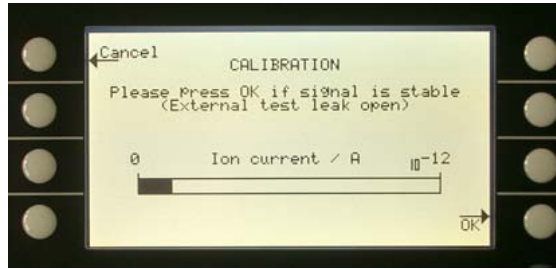 Cancel
CALIBRATION
Please press OK if signal is stable
(External test leak open)
0 Ion current / A 10-12
OK